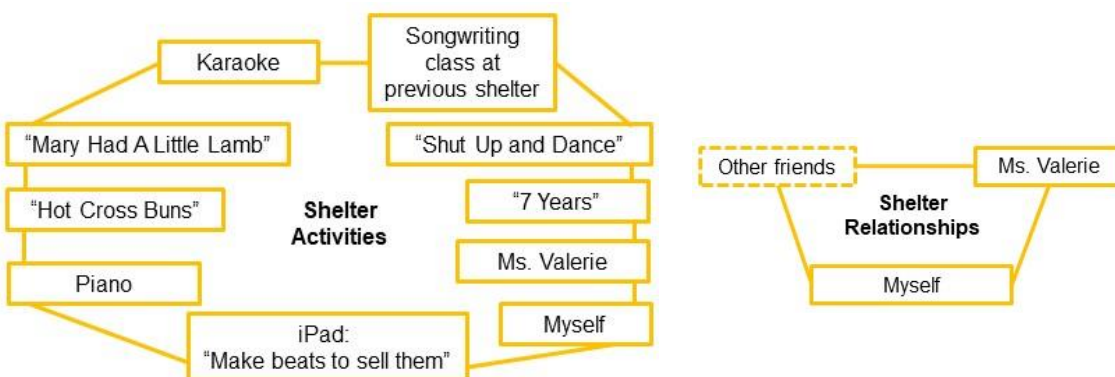 Karaoke
Songwriting
class at
previous shelter
“Mary Had A Little Lamb”
“Shut Up and Dance”
“Hot Cross Buns”
“7 Years”
Shelter
Activities
Ms. Valerie
Piano
Myself
iPad:
“Make beats to sell them”
Other friends
Ms. Valerie
Shelter
Relationships
Myself